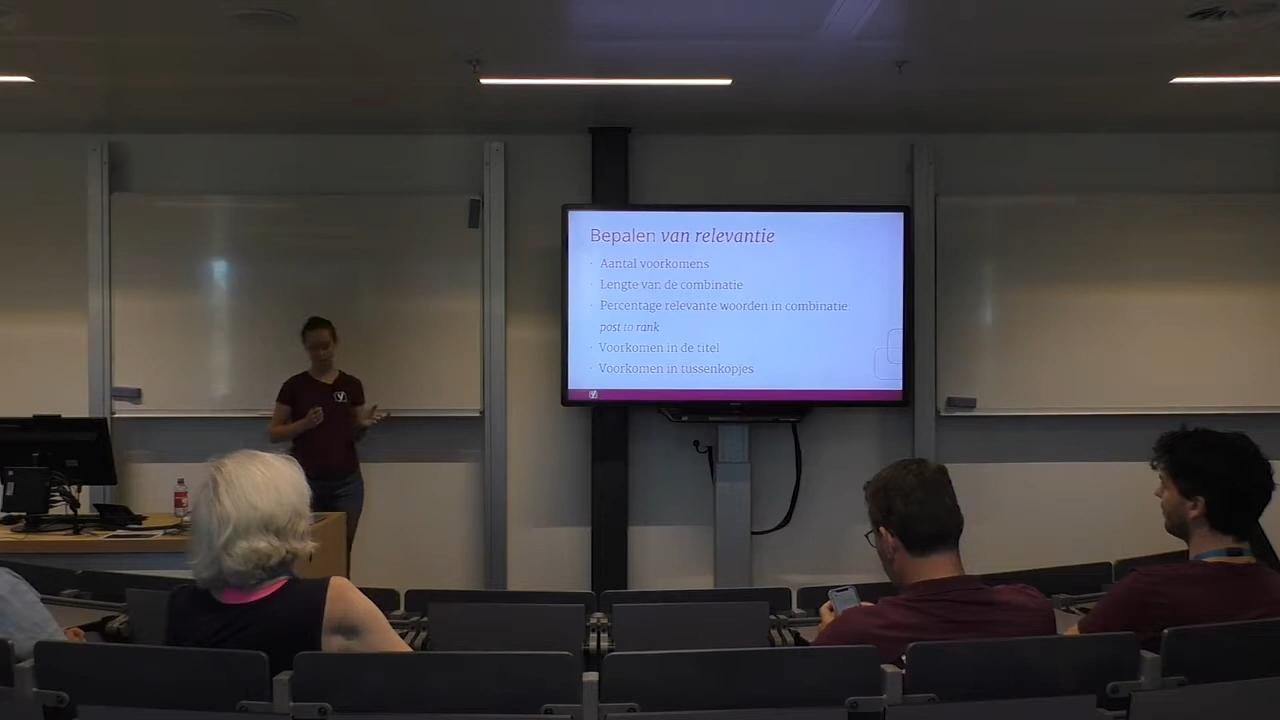 Bepalen van relevantie
· Aantal voorkomens
· Lengte van de combinatie
· Percentage relevante woorden in combinatie:
post to rank
· Voorkomen in de titel
· Voorkomen in tussenkopjes